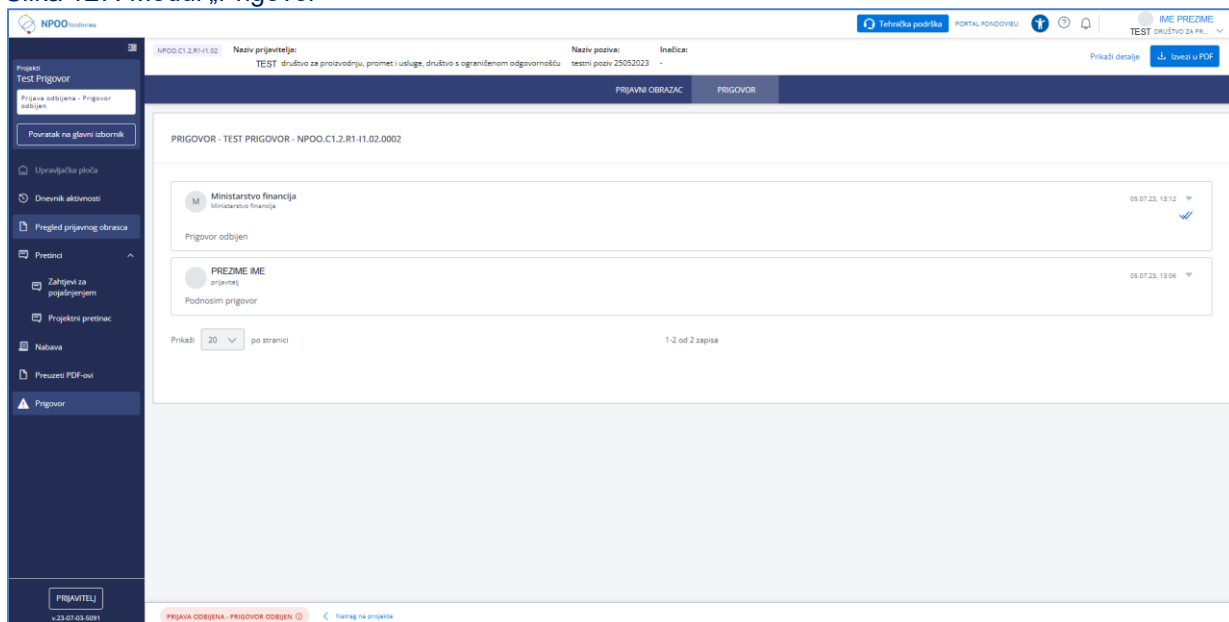 NPOO fondovieu
Tehnička podrška
PORTAL FONDOVIEU
IME PREZIME
TEST DRUŠTVO ZA PR...
Projekti
Test Prigovor
Prijava odbijena - Prigovor
odbijen
Povratak na glavni izbornik
Upravljačka ploča
Dnevnik aktivnosti
Pregled prijavnog obrasca
Pretinci
Zahtjevi za
pojašnjenjem
Projektni pretinac
Nabava
Preuzeti PDF-ovi
Prigovor
PRIJAVITELJ
v.23-07-03-5091
NPOO.C1.2.R1-I1.02
Naziv prijavitelja:
TEST društvo za proizvodnju, promet i usluge, društvo s ograničenom odgovornošću
Naziv poziva:
testni poziv 25052023
Inačica:
-
Prikaži detalje
Izvezi u PDF
PRIJAVNI OBRAZAC
PRIGOVOR
PRIGOVOR - TEST PRIGOVOR - NPOO.C1.2.R1-I1.02.0002
M
Ministarstvo financija
Ministarstvo financija
05.07.23, 13:12
Prigovor odbijen
PREZIME IME
prijavitelj
05.07.23, 13:06
Podnosim prigovor
Prikaži 20 po stranici
1-2 od 2 zapisa
PRIJAVA ODBIJENA - PRIGOVOR ODBIJEN
Natrag na projekte